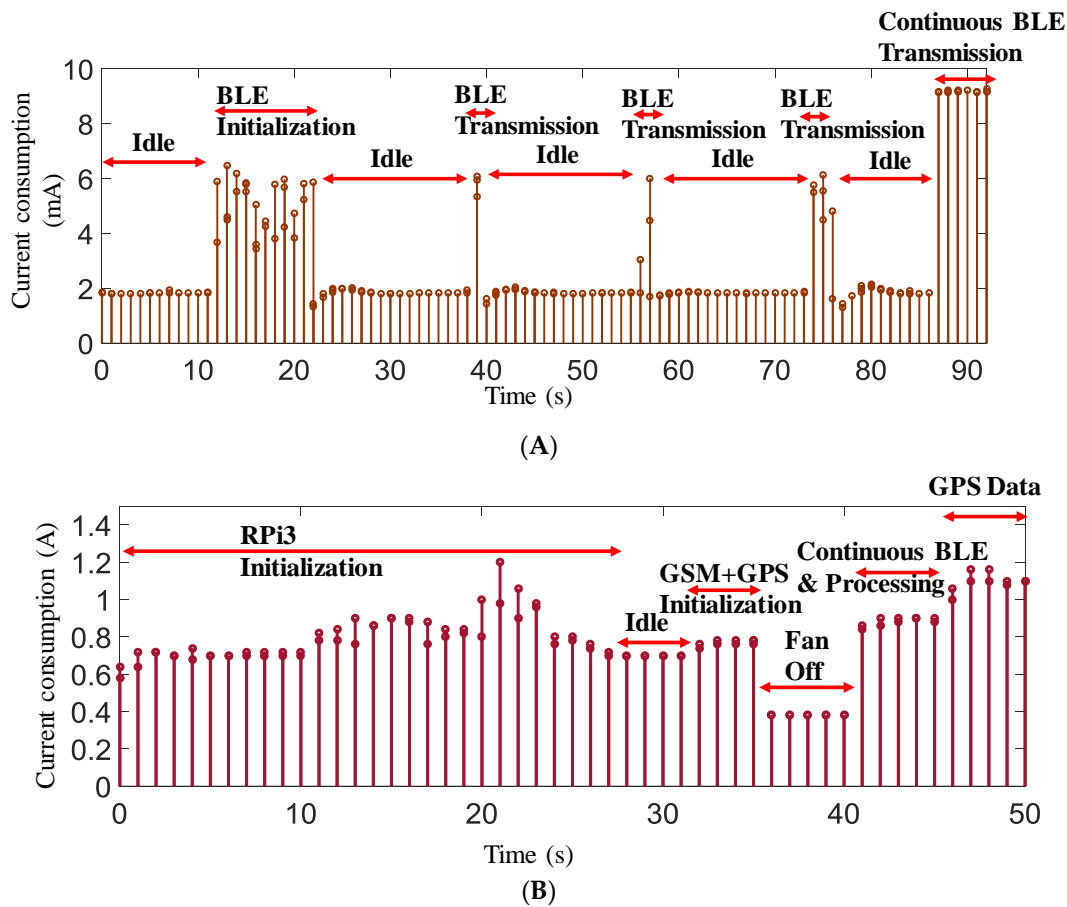 Continuous BLE
Transmission
BLE
Initialization
BLE
Transmission
BLE
Transmission
BLE
Transmission
Idle
Idle
Idle
Idle
Idle
Current consumption
(mA)
10
8
6
4
2
0
0 10 20 30 40 50 60 70 80 90
Time (s)
(A)
GPS Data
RPi3
Initialization
Continuous BLE
& Processing
GSM+GPS
Initialization
Idle
Fan
Off
Current consumption (A)
1.4
1.2
1
0.8
0.6
0.4
0.2
0
0 10 20 30 40 50
Time (s)
(B)